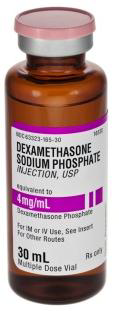 NDC 63323-165-30
DEXAMETHASONE
SODIUM PHOSPHATE
INJECTION, USP
equivalent to
4 mg/mL
Dexamethasone Phosphate
For IM or IV Use, See Insert
For Other Routes
Rx only
30 mL
Multiple Dose Vial